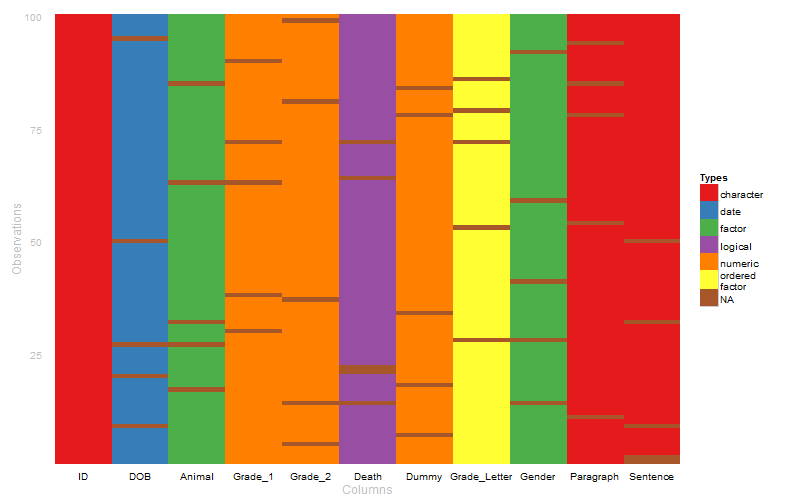 100
75
50
25
Observations
ID DOB Animal Grade_1 Grade_2 Death Dummy Grade_Letter Gender Paragraph Sentence
Columns
Types
character
date
factor
logical
numeric
ordered
factor
NA